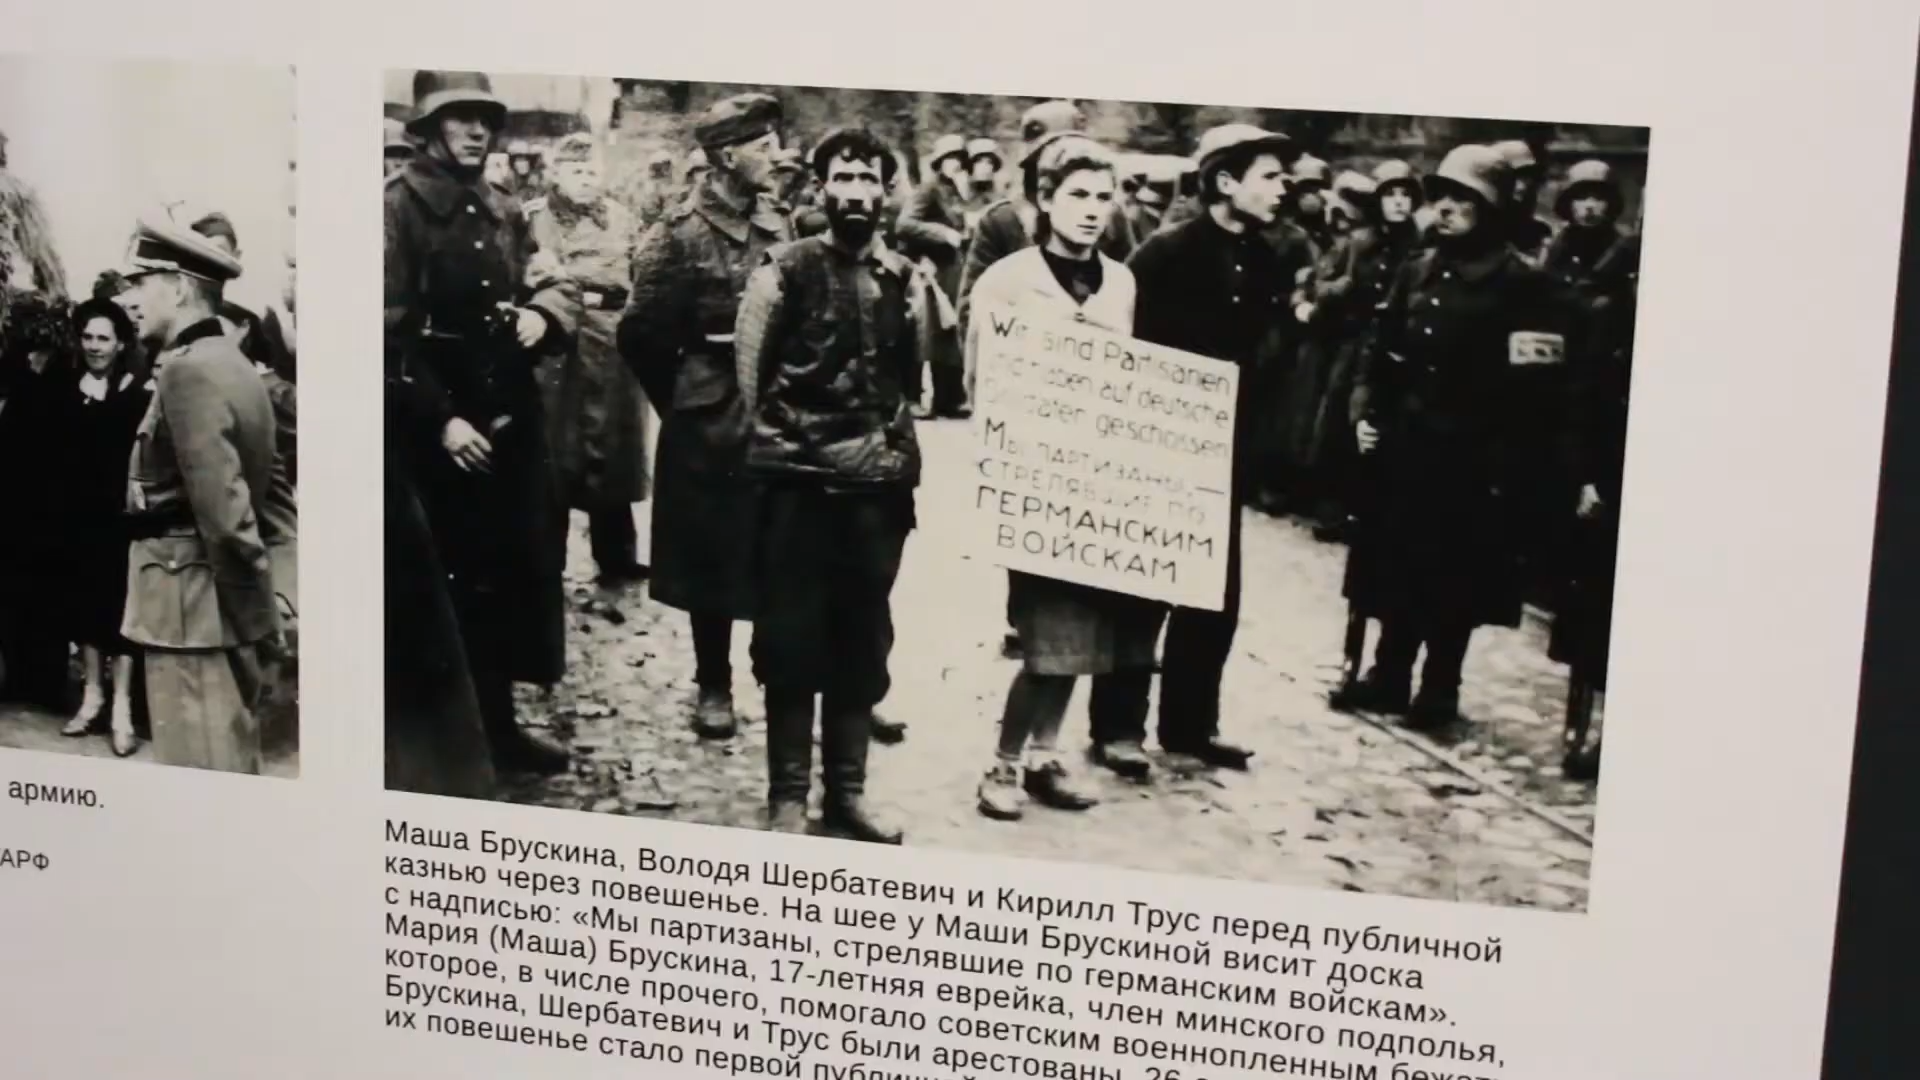 армию.
АРФ
Wir sind Partisanen
und haben auf deutsche
Soldaten geschossen
Мы партизаны, —
стрелявшие по
ГЕРМАНСКИМ
ВОЙСКАМ
Маша Брускина, Володя Шербатевич и Кирилл Трус перед публичной
казнью через повешенье. На шее у Маши Брускиной висит доска
с надписью: «Мы партизаны, стрелявшие по германским войскам».
Мария (Маша) Брускина, 17-летняя еврейка, член минского подполья,
которое, в числе прочего, помогало советским военнопленным
Брускина, Шербатевич и Трус были арестованы. 26
их повешенье стало первой